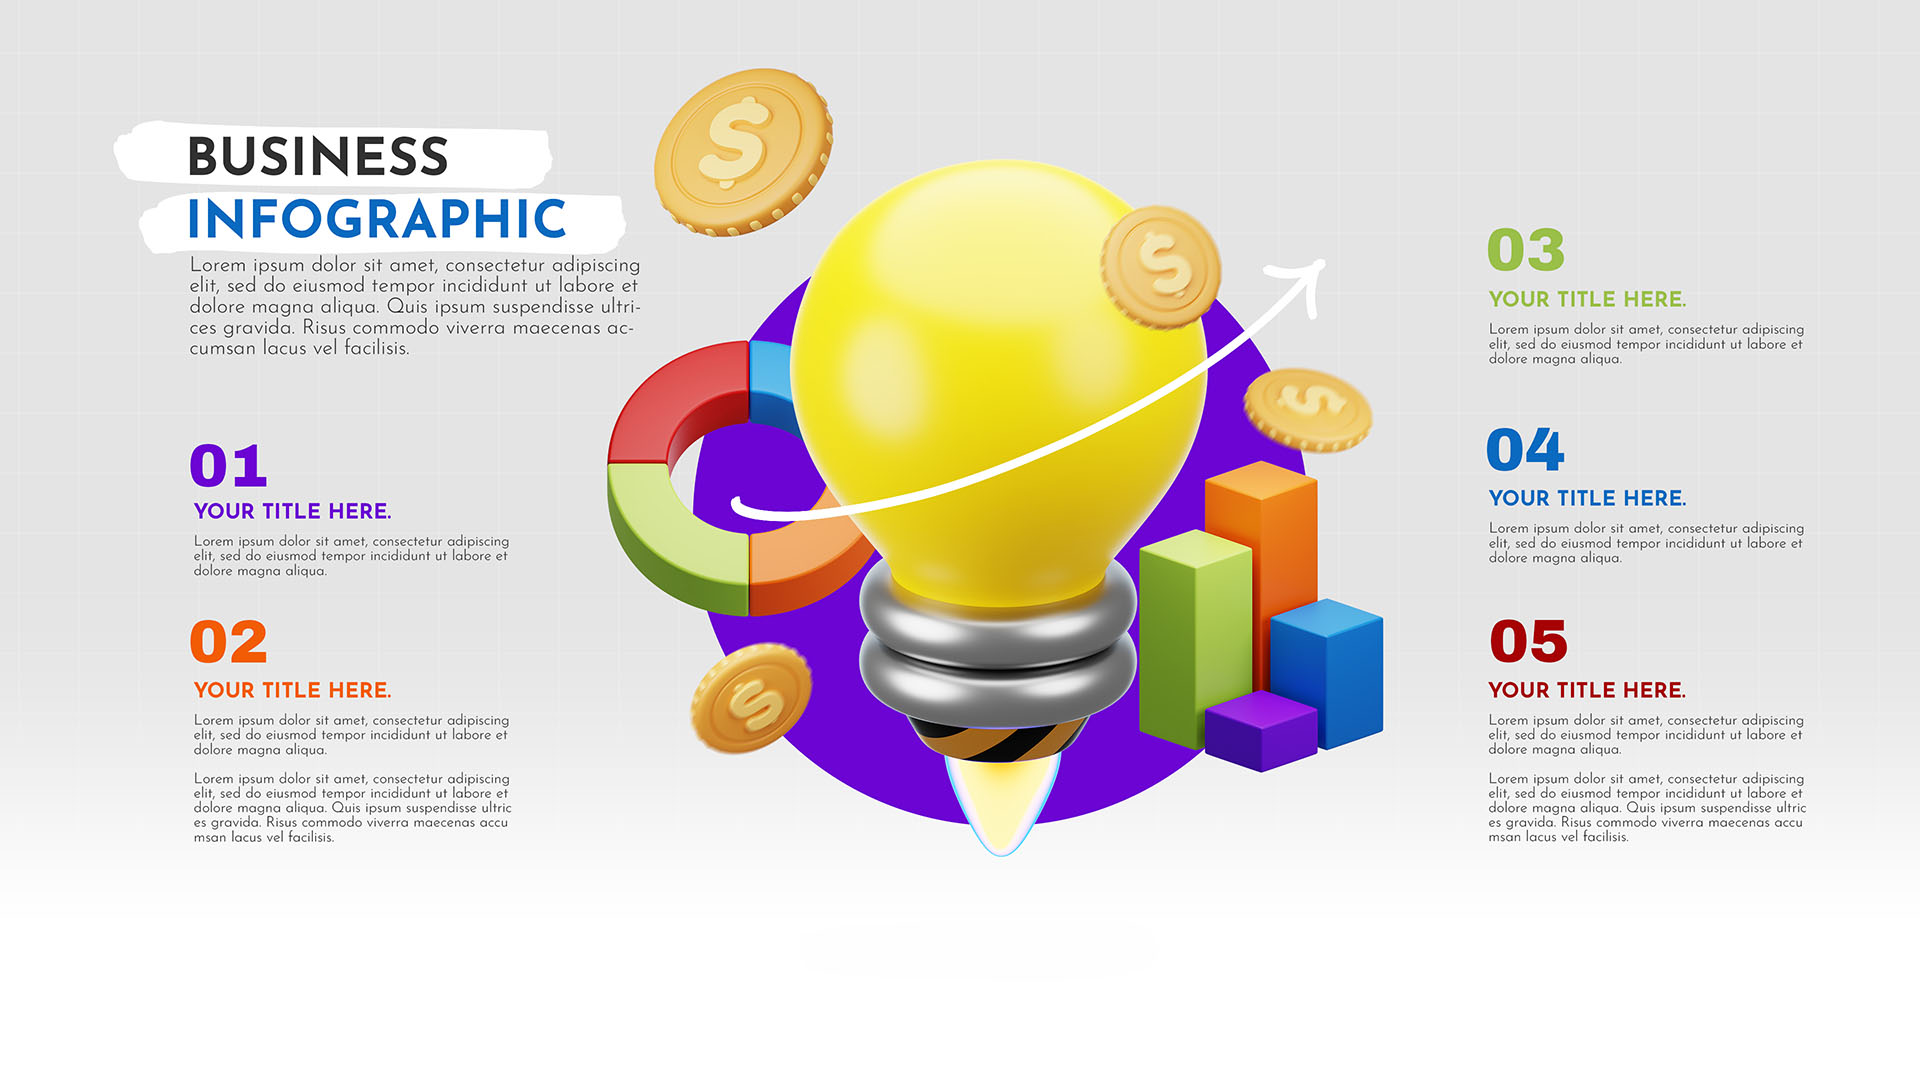 BUSINESS
INFOGRAPHIC
Lorem ipsum dolor sit amet, consectetur adipiscing
elit, sed do eiusmod tempor incididunt ut labore et
dolore magna aliqua. Quis ipsum suspendisse ultri-
ces gravida. Risus commodo viverra maecenas ac-
cumsan lacus vel facilisis.
01
YOUR TITLE HERE.
Lorem ipsum dolor sit amet, consectetur adipiscing
elit, sed do eiusmod tempor incididunt ut labore et
dolore magna aliqua.
02
YOUR TITLE HERE.
Lorem ipsum dolor sit amet, consectetur adipiscing
elit, sed do eiusmod tempor incididunt ut labore et
dolore magna aliqua.
Lorem ipsum dolor sit amet, consectetur adipiscing
elit, sed do eiusmod tempor incididunt ut labore et
dolore magna aliqua. Quis ipsum suspendisse ultric
es gravida. Risus commodo viverra maecenas accu
msan lacus vel facilisis.
$
$
$
$
03
YOUR TITLE HERE.
Lorem ipsum dolor sit amet, consectetur adipiscing
elit, sed do eiusmod tempor incididunt ut labore et
dolore magna aliqua.
04
YOUR TITLE HERE.
Lorem ipsum dolor sit amet, consectetur adipiscing
elit, sed do eiusmod tempor incididunt ut labore et
dolore magna aliqua.
05
YOUR TITLE HERE.
Lorem ipsum dolor sit amet, consectetur adipiscing
elit, sed do eiusmod tempor incididunt ut labore et
dolore magna aliqua.
Lorem ipsum dolor sit amet, consectetur adipiscing
elit, sed do eiusmod tempor incididunt ut labore et
dolore magna aliqua. Quis ipsum suspendisse ultric
es gravida. Risus commodo viverra maecenas accu
msan lacus vel facilisis.